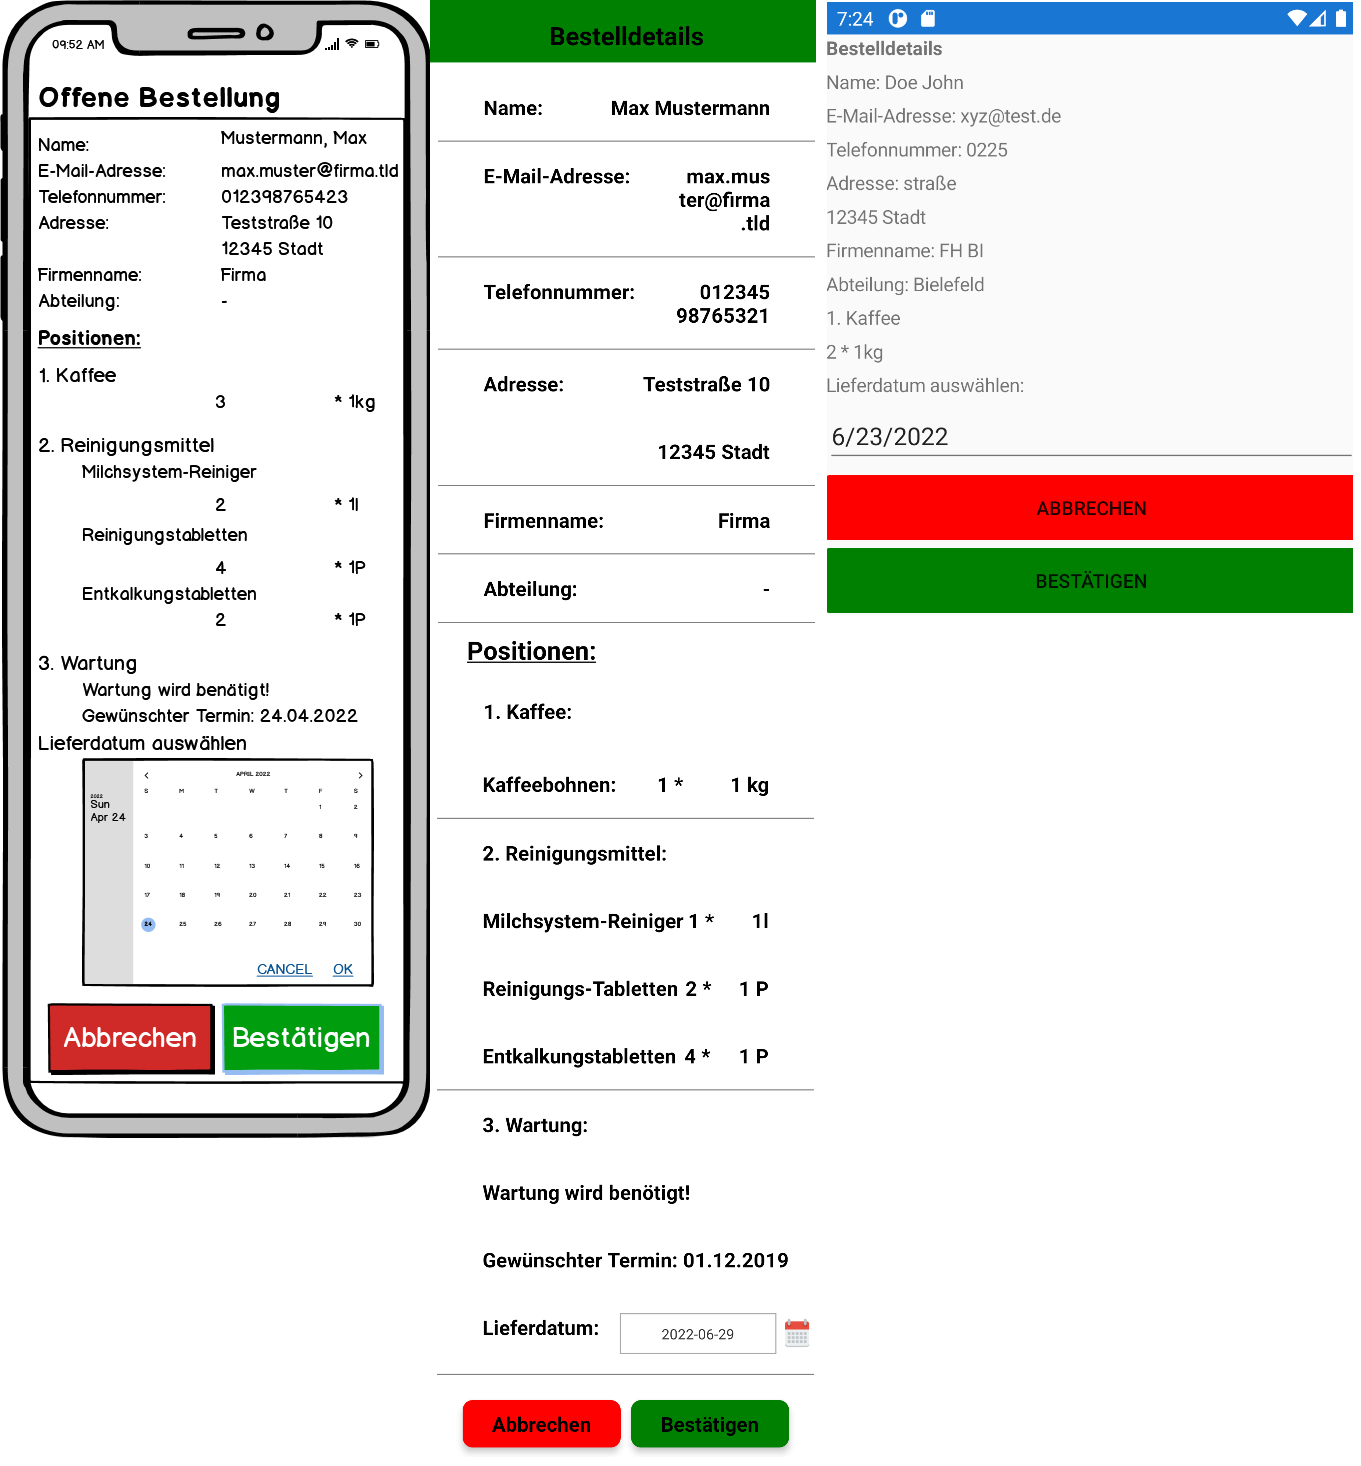 09:52 AM
Offene Bestellung
Name: Mustermann, Max
E-Mail-Adresse: max.muster@firma.tld
Telefonnummer: 012398765423
Adresse: Teststraße 10
12345 Stadt
Firmenname: Firma
Abteilung: -
Positionen:
1. Kaffee
3 * 1kg
2. Reinigungsmittel
Milchsystem-Reiniger
2 * 1l
Reinigungstabletten
4 * 1P
Entkalkungstabletten
2 * 1P
3. Wartung
Wartung wird benätigt!
Gewünschter Termin: 24.04.2022
Lieferdatum auswählen
2022
Sun
Apr 24
< APRIL 2022 >
S M T W T F S
1 2
3 4 5 6 7 8 9
10 11 12 13 14 15 16
17 18 19 20 21 22 23
24 25 26 27 28 29 30
CANCEL OK
Abbrechen Bestätigen
Bestelldetails
Name: Max Mustermann
E-Mail-Adresse: max.mus
ter@firma
.tld
Telefonnummer: 012345
98765321
Adresse: Teststraße 10
12345 Stadt
Firmenname: Firma
Abteilung: -
Positionen:
1. Kaffee:
Kaffeebohnen: 1 * 1 kg
2. Reinigungsmittel:
Milchsystem-Reiniger 1 * 1l
Reinigungs-Tabletten 2 * 1 P
Entkalkungstabletten 4 * 1 P
3. Wartung:
Wartung wird benötigt!
Gewünschter Termin: 01.12.2019
Lieferdatum: 2022-06-29
Abbrechen Bestätigen
7:24
Bestelldetails
Name: Doe John
E-Mail-Adresse: xyz@test.de
Telefonnummer: 0225
Adresse: straße
12345 Stadt
Firmenname: FH BI
Abteilung: Bielefeld
1. Kaffee
2 * 1kg
Lieferdatum auswählen:
6/23/2022
ABBRECHEN
BESTÄTIGEN